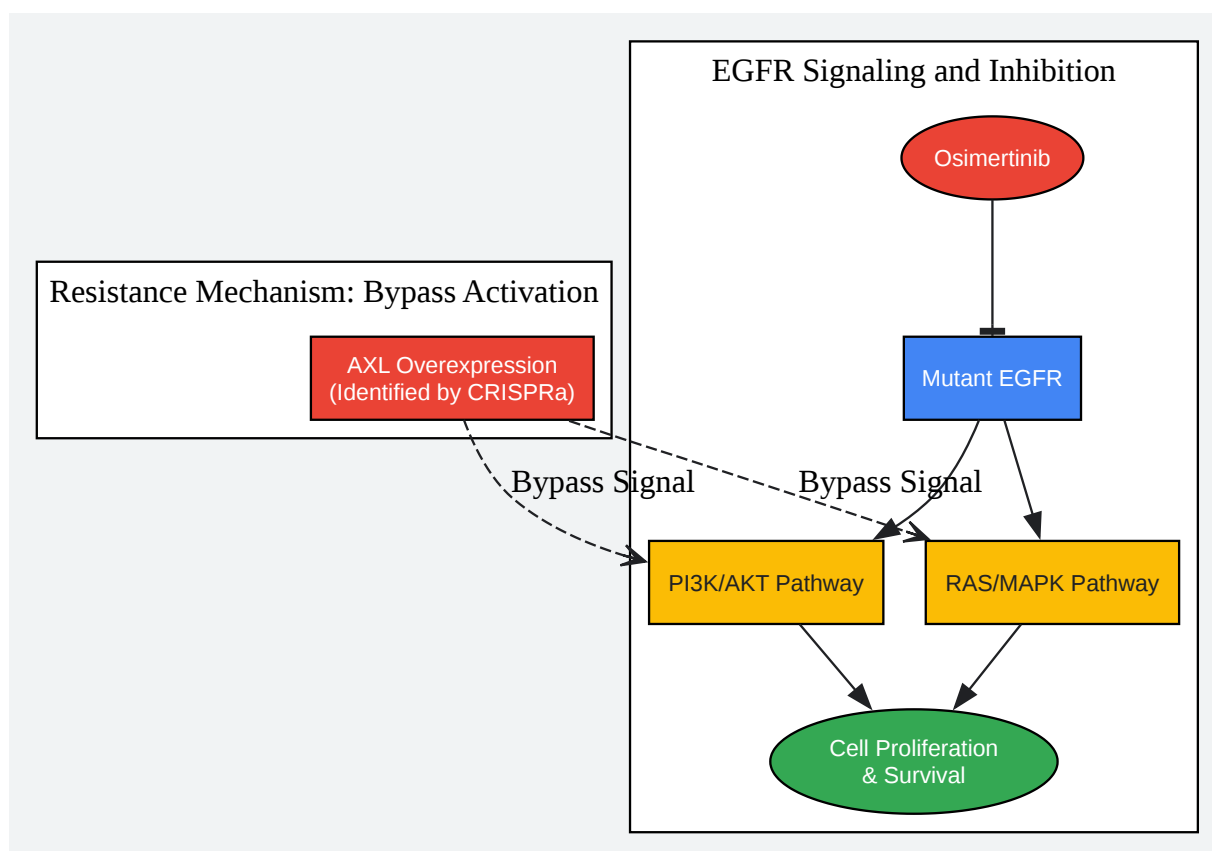 EGFR Signaling and Inhibition
Osimertinib
Resistance Mechanism: Bypass Activation
AXL Overexpression
(Identified by CRISPRa)
Mutant EGFR
Bypass Signal
Bypass Signal
PI3K/AKT Pathway
RAS/MAPK Pathway
Cell Proliferation
& Survival